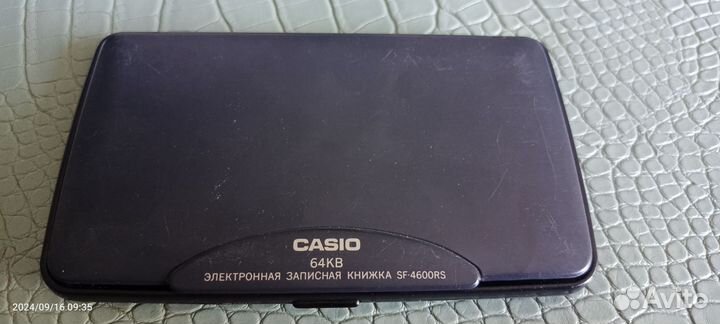 CASIO
64KB
ЭЛЕКТРОННАЯ ЗАПИСНАЯ КНИЖКА SF-4600RS
2024/09/16 09:35
Avito